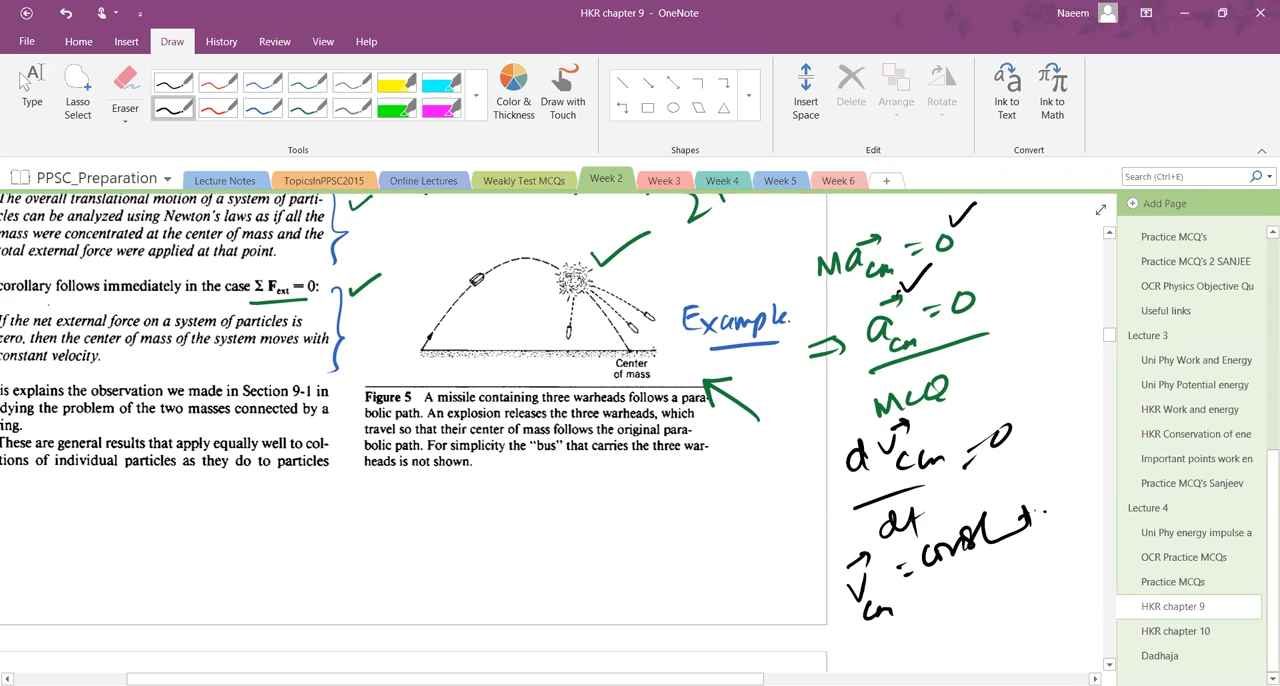 HKR chapter 9 - OneNote
Naeem
File Home Insert Draw History Review View Help
Type
Lasso Select
Eraser
Color & Thickness
Draw with Touch
Insert Space
Delete
Arrange
Rotate
Ink to Text
Ink to Math
Tools
Shapes
Edit
Convert
PPSC_Preparation
Lecture Notes
TopicsInPPSC2015
Online Lectures
Weakly Test MCQs
Week 2
Week 3
Week 4
Week 5
Week 6
Search (Ctrl+E)
The overall translational motion of a system of parti-
cles can be analyzed using Newton's laws as if all the
mass were concentrated at the center of mass and the
total external force were applied at that point.
corollary follows immediately in the case Σ F_ext = 0:
If the net external force on a system of particles is
zero, then the center of mass of the system moves with
constant velocity.
is explains the observation we made in Section 9-1 in
dying the problem of the two masses connected by a
ring.
These are general results that apply equally well to col-
tions of individual particles as they do to particles
Center
of mass
Figure 5 A missile containing three warheads follows a para-
bolic path. An explosion releases the three warheads, which
travel so that their center of mass follows the original para-
bolic path. For simplicity the "bus" that carries the three war-
heads is not shown.
Example.
M a⃗_cm = 0
⇒ a⃗_cm = 0
MCQ
d v⃗_cm = 0
dt
v⃗_cm = constt.
Add Page
Practice MCQ's
Practice MCQ's 2 SANJEE
OCR Physics Objective Qu
Useful links
Lecture 3
Uni Phy Work and Energy
Uni Phy Potential energy
HKR Work and energy
HKR Conservation of ene
Important points work en
Practice MCQ's Sanjeev
Lecture 4
Uni Phy energy impulse a
OCR Practice MCQs
Practice MCQs
HKR chapter 9
HKR chapter 10
Dadhaja